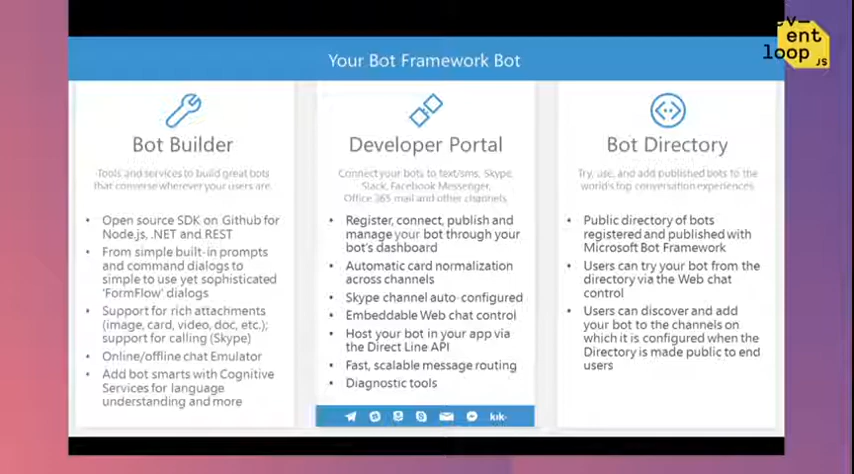 ev—
ent
loop
JS
Your Bot Framework Bot
Bot Builder
Tools and services to build great bots
that converse wherever your users are.
• Open source SDK on Github for
Node.js, .NET and REST
• From simple built-in prompts
and command dialogs to
simple to use yet sophisticated
'FormFlow' dialogs
• Support for rich attachments
(image, card, video, doc, etc.);
support for calling (Skype)
• Online/offline chat Emulator
• Add bot smarts with Cognitive
Services for language
understanding and more
Developer Portal
Connect your bots to text/sms, Skype,
Slack, Facebook Messenger,
Office 365 mail and other channels
• Register, connect, publish and
manage your bot through your
bot's dashboard
• Automatic card normalization
across channels
• Skype channel auto-configured
• Embeddable Web chat control
• Host your bot in your app via
the Direct Line API
• Fast, scalable message routing
• Diagnostic tools
kik·
Bot Directory
Try, use, and add published bots to the
world's top conversation experiences
• Public directory of bots
registered and published with
Microsoft Bot Framework
• Users can try your bot from the
directory via the Web chat
control
• Users can discover and add
your bot to the channels on
which it is configured when the
Directory is made public to end
users